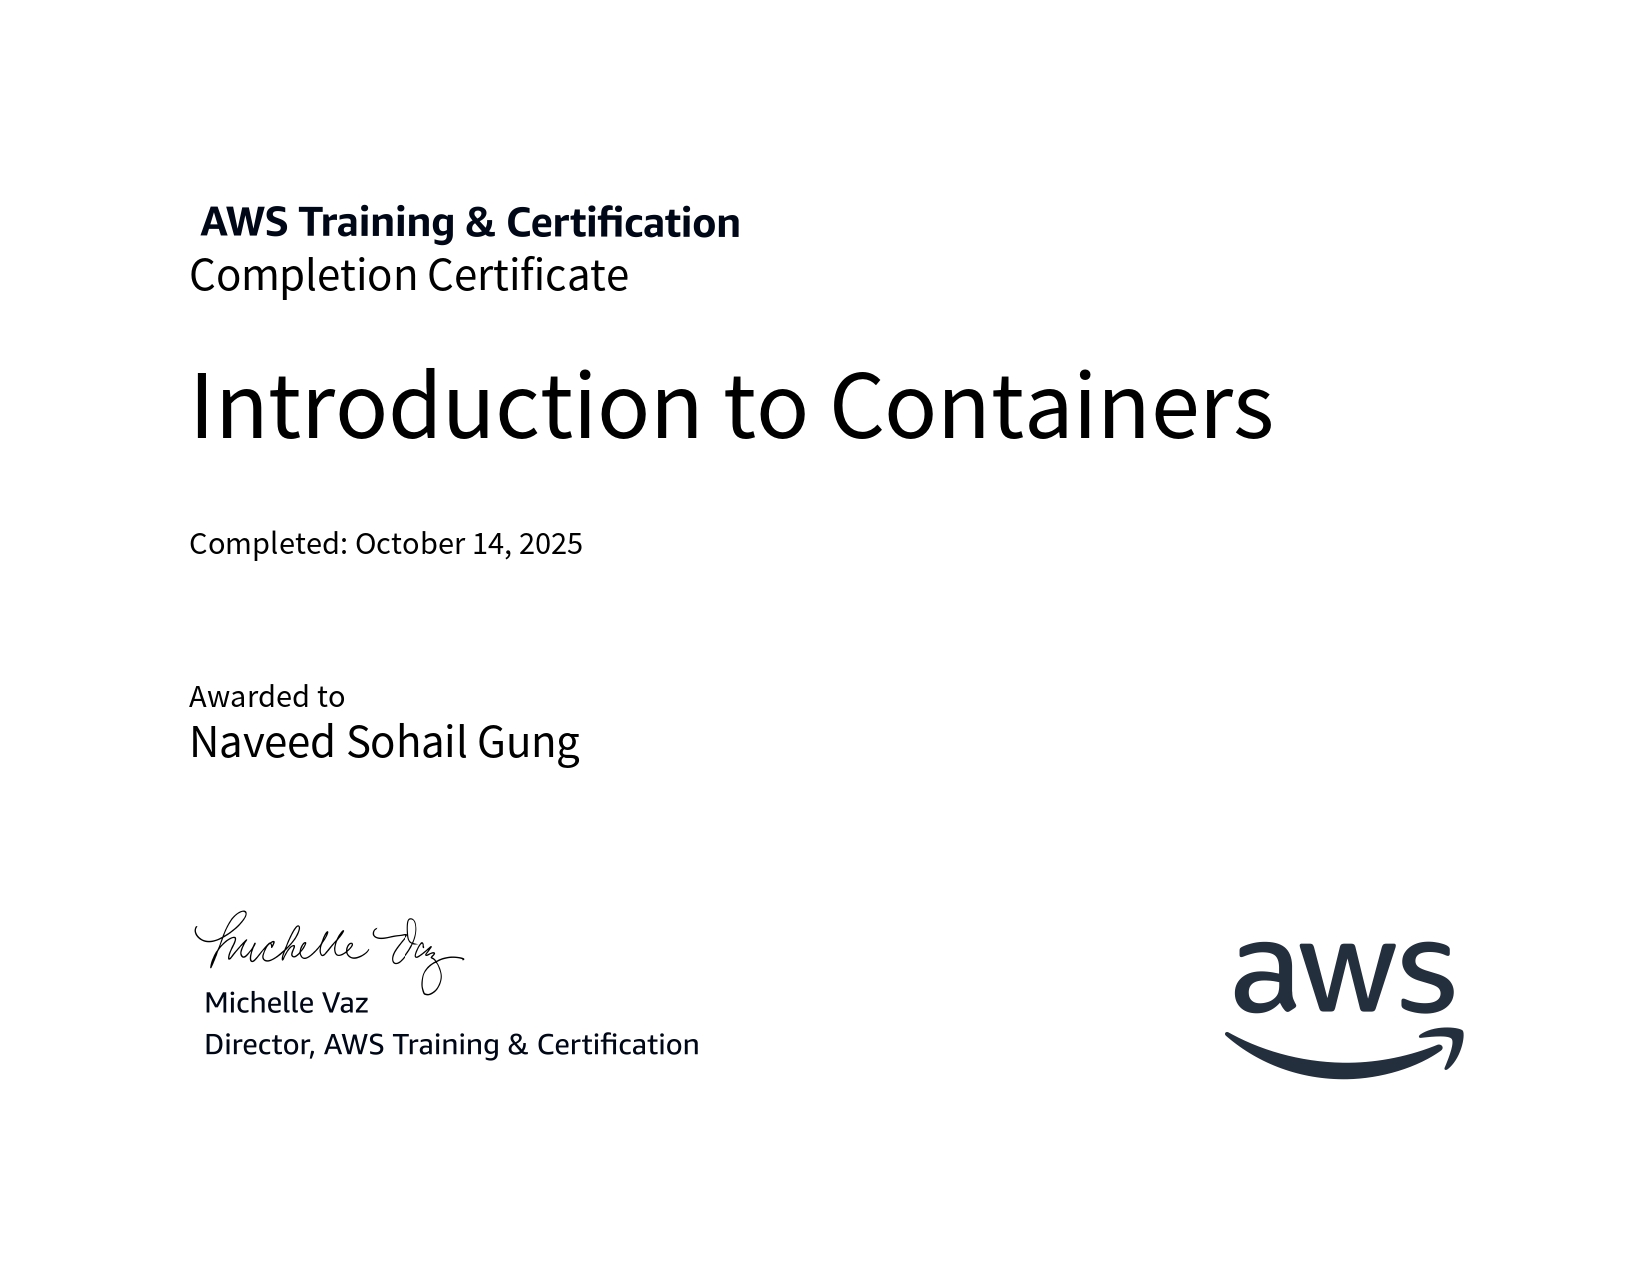 AWS Training & Certification
Completion Certificate
Introduction to Containers
Completed: October 14, 2025
Awarded to
Naveed Sohail Gung
Michelle Vaz
Michelle Vaz
Director, AWS Training & Certification
aws